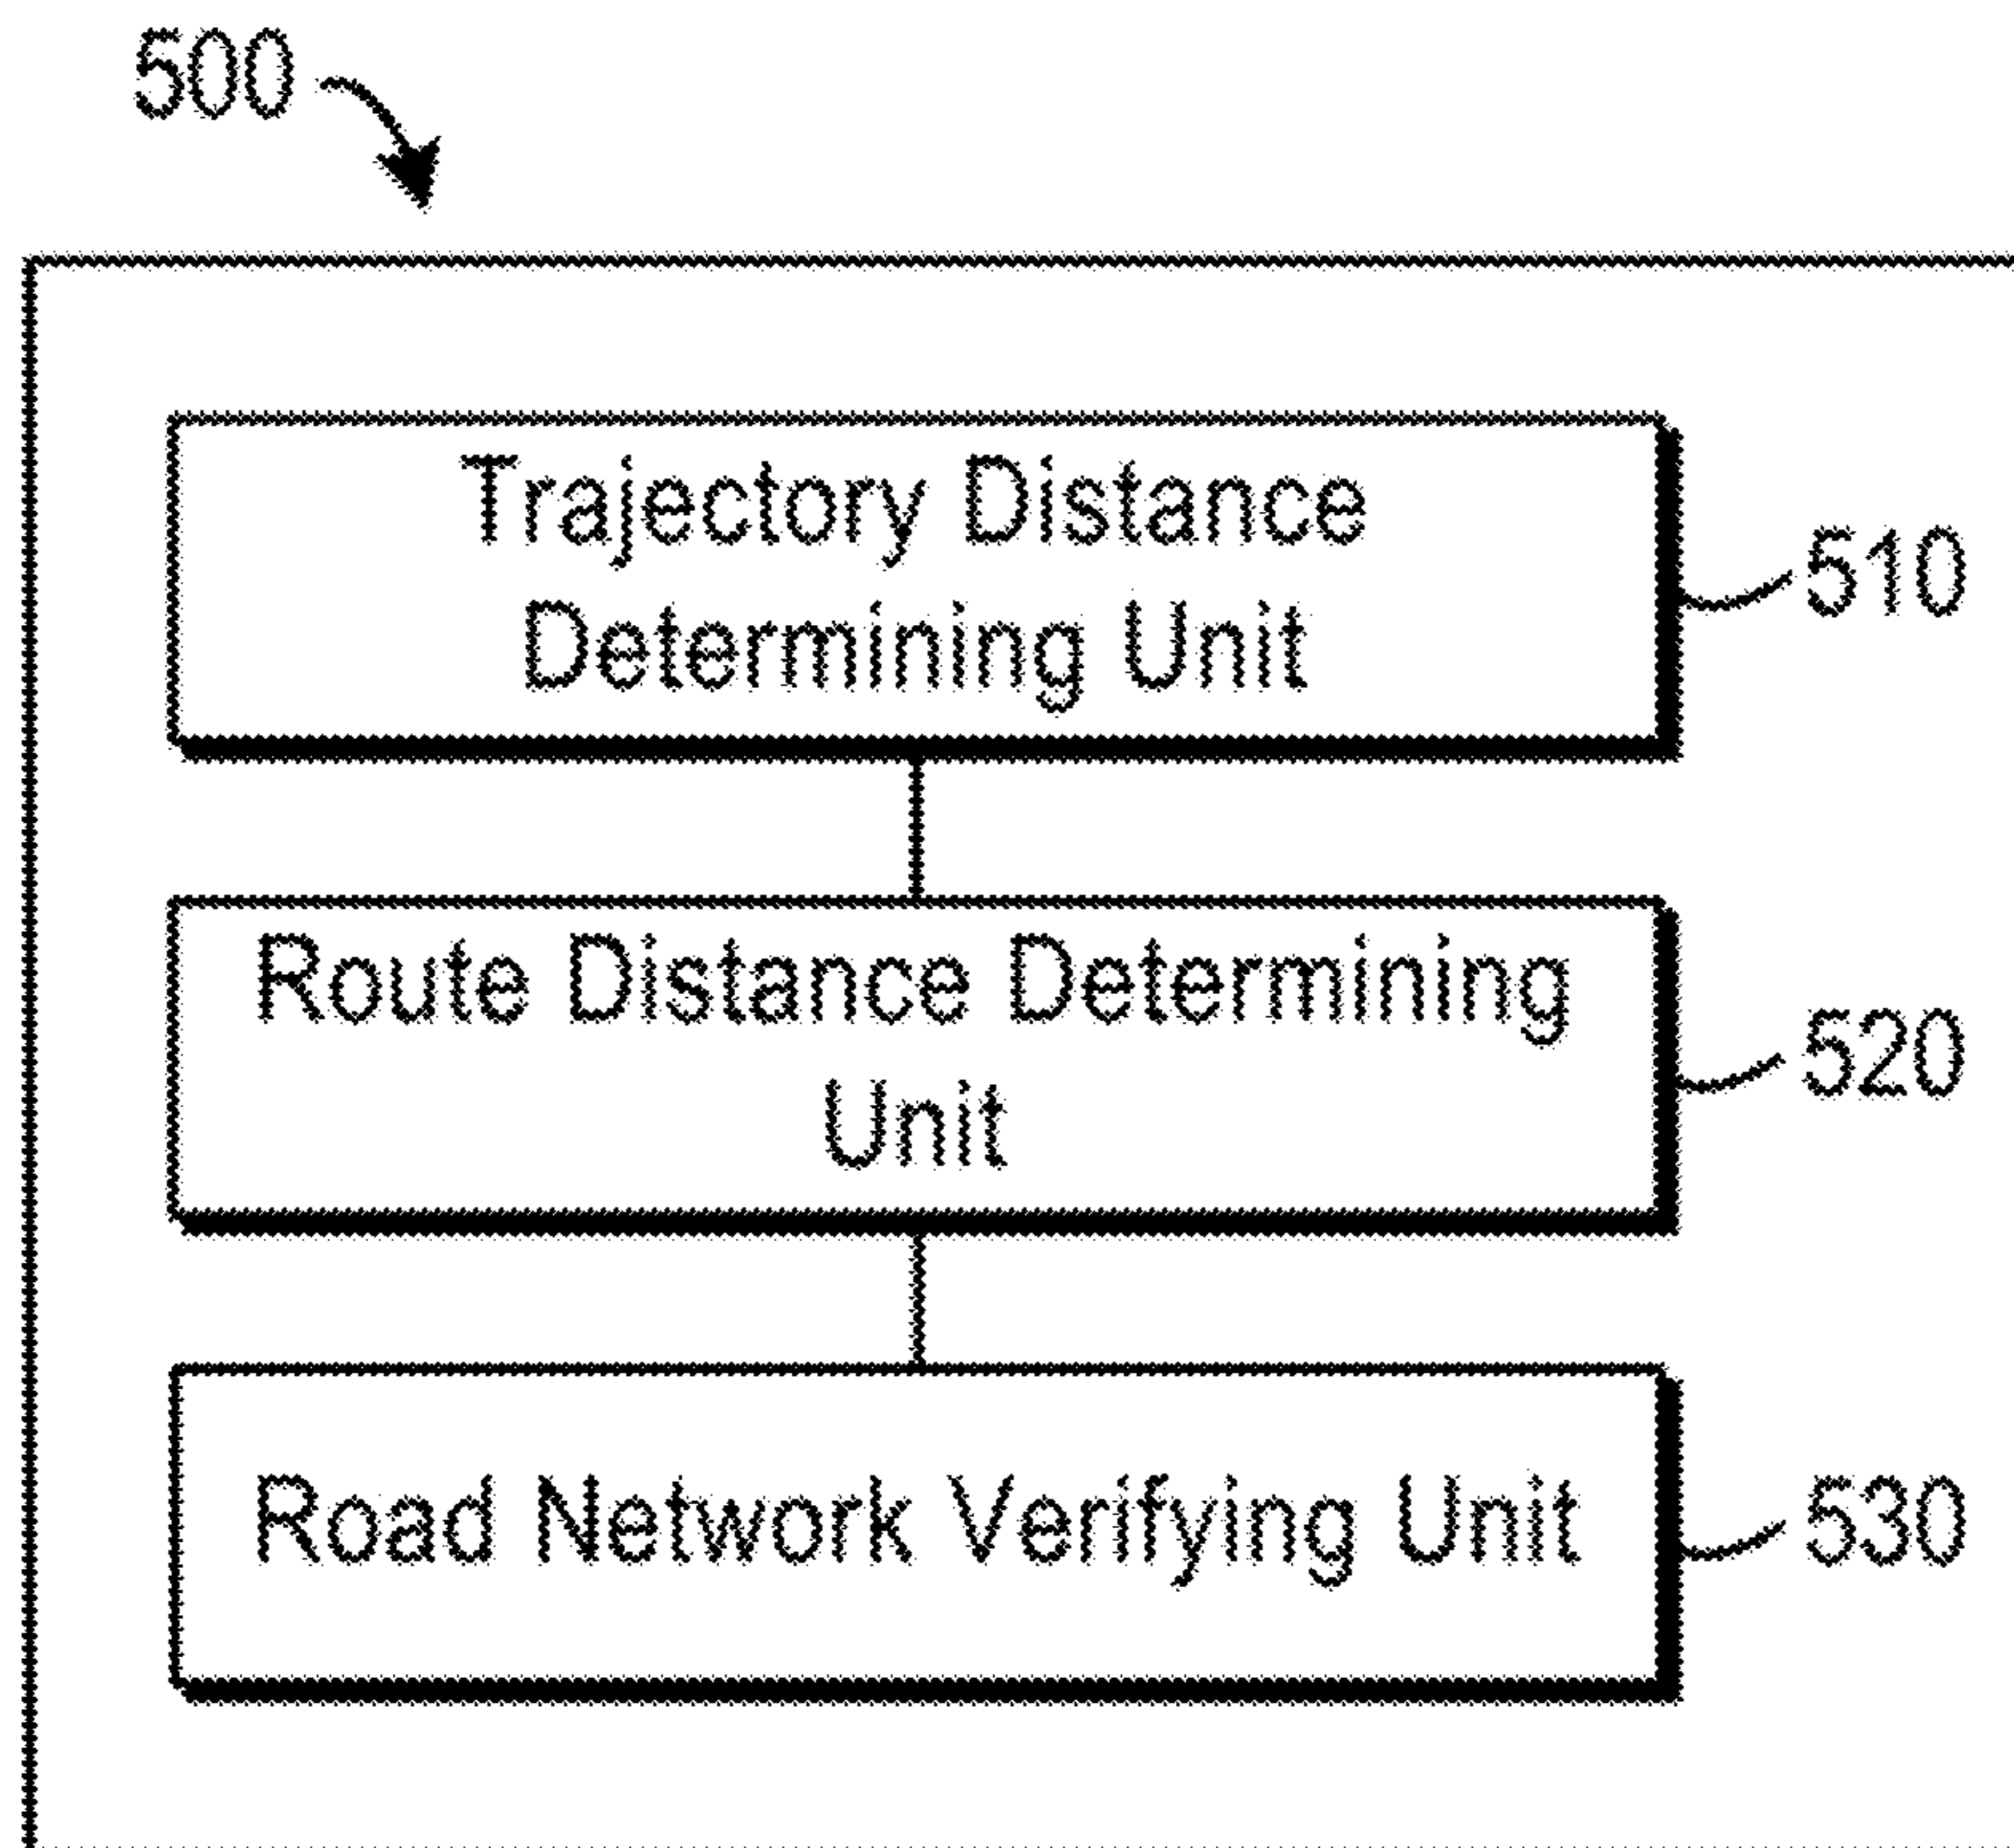 500
Trajectory Distance
Determining Unit
510
Route Distance Determining
Unit
520
Road Network Verifying Unit
530